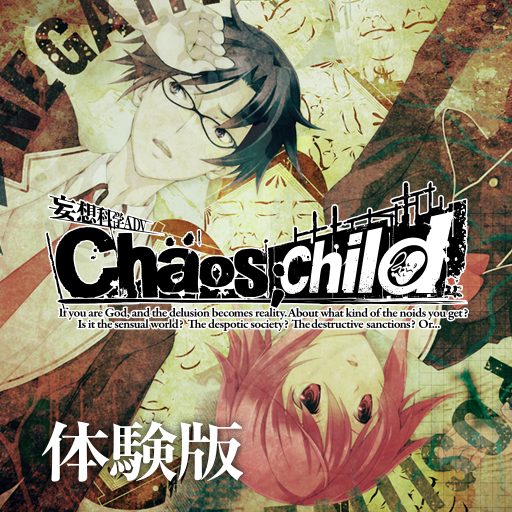 NEGAI
妄想科学ADV
Chäos;Child
If you are God, and the delusion becomes reality. About what kind of the noids you get?
Is it the sensual world? The despotic society? The destructive sanctions? Or...
体験版